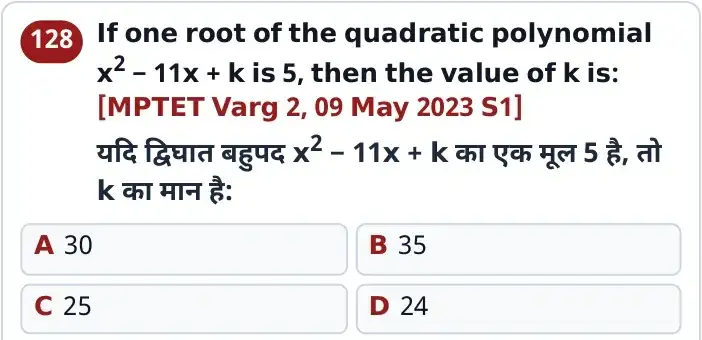 128 If one root of the quadratic polynomial
x² – 11x + k is 5, then the value of k is:
[MPTET Varg 2, 09 May 2023 S1]
यदि द्विघात बहुपद x² – 11x + k का एक मूल 5 है, तो
k का मान है:
A 30 B 35
C 25 D 24